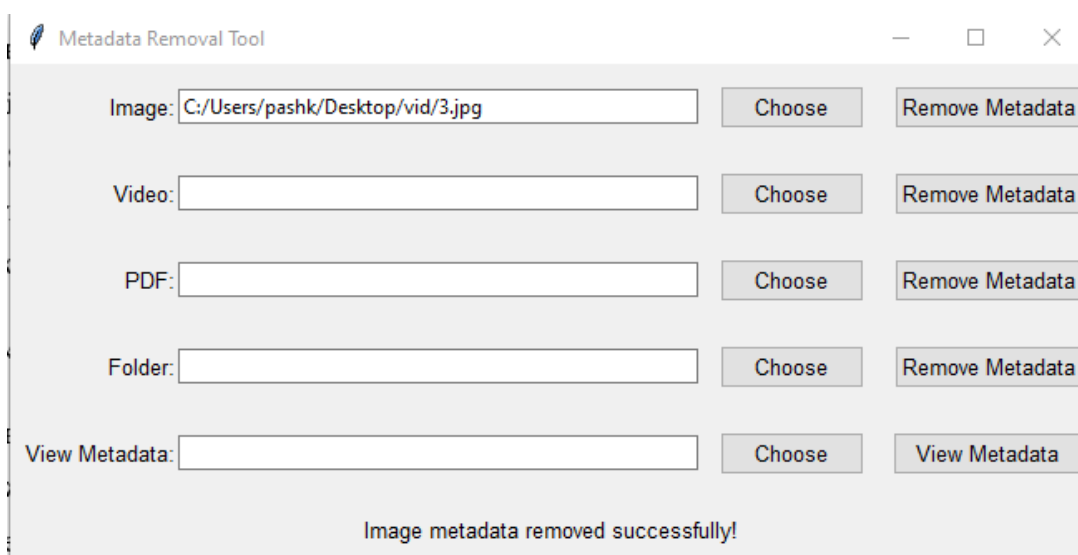 Metadata Removal Tool
Image: C:/Users/pashk/Desktop/vid/3.jpg Choose Remove Metadata
Video: Choose Remove Metadata
PDF: Choose Remove Metadata
Folder: Choose Remove Metadata
View Metadata: Choose View Metadata
Image metadata removed successfully!